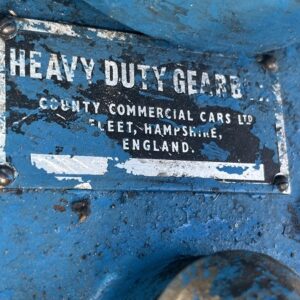 HEAVY DUTY GEARB
COUNTY COMMERCIAL CARS LTD
FLEET, HAMPSHIRE,
ENGLAND.